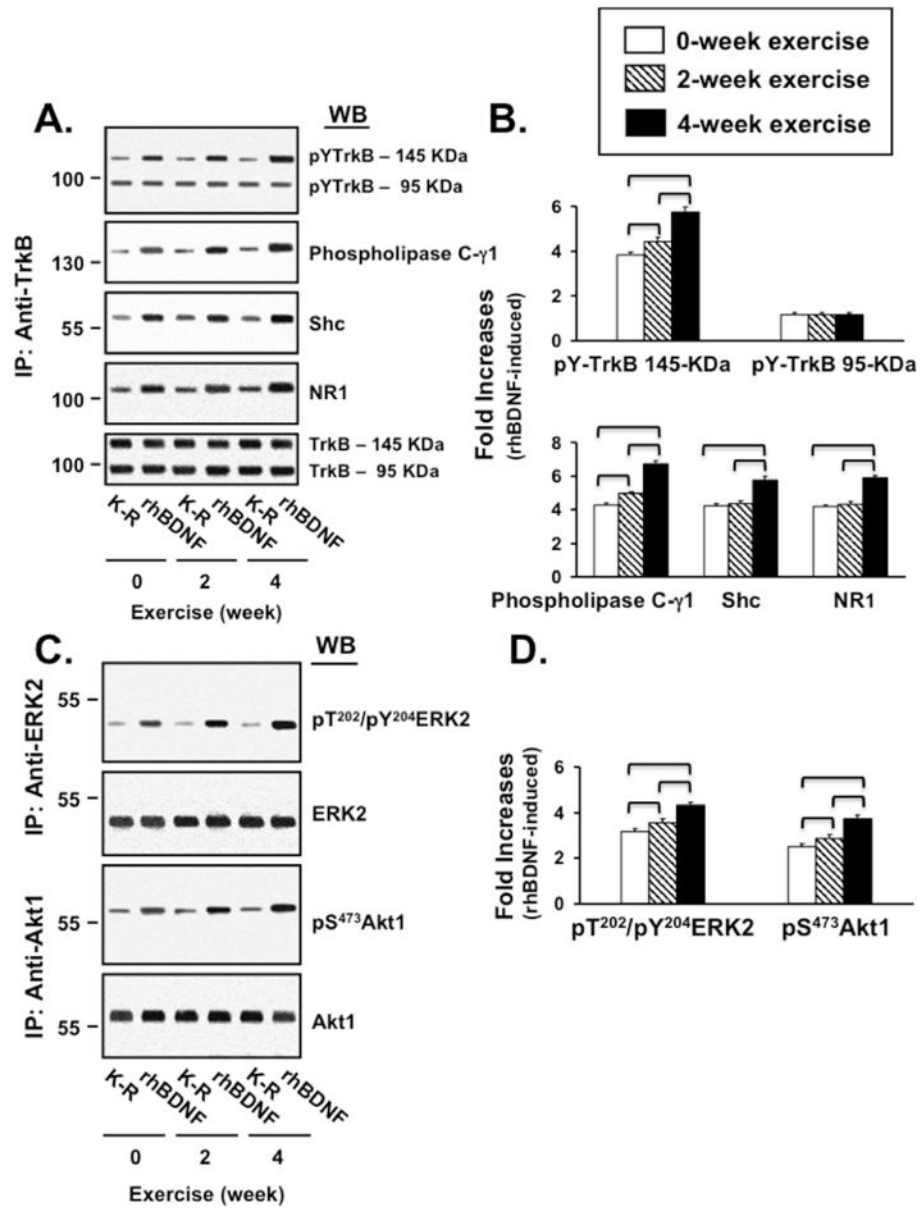 0-week exercise
2-week exercise
4-week exercise
A.
WB
pYTrkB – 145 KDa
pYTrkB – 95 KDa
100
Phospholipase C-γ1
130
Shc
55
NR1
100
TrkB – 145 KDa
TrkB – 95 KDa
100
IP: Anti-TrkB
K-R
rhBDNF
K-R
rhBDNF
K-R
rhBDNF
0 2 4
Exercise (week)
B.
Fold Increases
(rhBDNF-induced)
6
4
2
0
pY-TrkB 145-KDa pY-TrkB 95-KDa
8
6
4
2
0
Phospholipase C-γ1 Shc NR1
C.
WB
IP: Anti-ERK2
55
pT202/pY204ERK2
55
ERK2
IP: Anti-Akt1
55
pS473Akt1
55
Akt1
K-R
rhBDNF
K-R
rhBDNF
K-R
rhBDNF
0 2 4
Exercise (week)
D.
Fold Increases
(rhBDNF-induced)
6
4
2
0
pT202/pY204ERK2 pS473Akt1